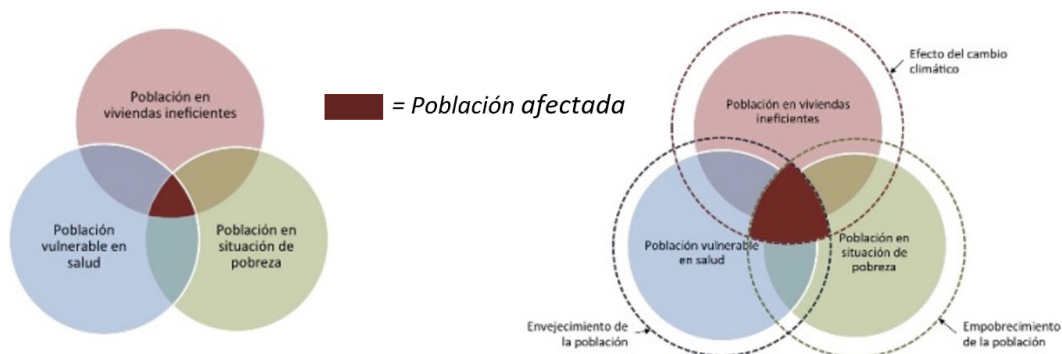 Población en
viviendas ineficientes
Población
vulnerable en
salud
Población en
situación de
pobreza
= Población afectada
Efecto del cambio
climático
Población en viviendas
ineficientes
Población vulnerable
en salud
Población en
situación de
pobreza
Envejecimiento de
la población
Empobrecimiento
de la población